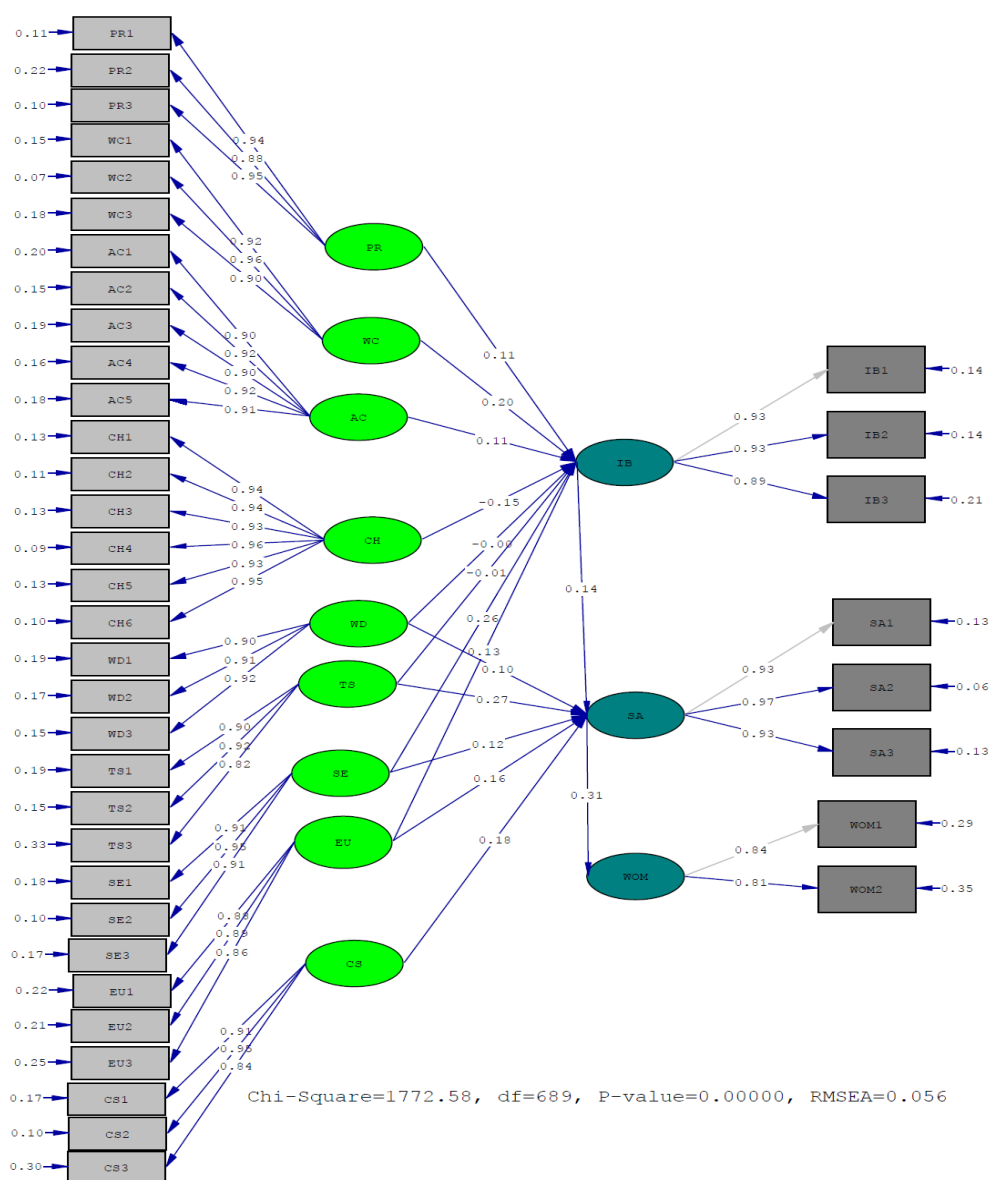 0.11 PR1
0.22 PR2
0.10 PR3
0.15 WC1
0.07 WC2
0.18 WC3
0.20 AC1
0.15 AC2
0.19 AC3
0.16 AC4
0.18 AC5
0.13 CH1
0.11 CH2
0.13 CH3
0.09 CH4
0.13 CH5
0.10 CH6
0.19 WD1
0.17 WD2
0.15 WD3
0.19 TS1
0.15 TS2
0.33 TS3
0.18 SE1
0.10 SE2
0.17 SE3
0.22 EU1
0.21 EU2
0.25 EU3
0.17 CS1
0.10 CS2
0.30 CS3
0.94
0.88
0.95
0.92
0.96
0.90
0.90
0.92
0.90
0.92
0.91
0.94
0.94
0.93
0.96
0.93
0.95
0.90
0.91
0.92
0.90
0.92
0.82
0.91
0.95
0.91
0.88
0.89
0.86
0.91
0.95
0.84
PR
WC
AC
CH
WD
TS
SE
EU
CS
0.11
0.20
0.11
-0.15
-0.00
-0.01
0.26
0.13
0.10
0.27
0.12
0.16
0.18
0.14
0.31
IB
SA
WOM
0.93
0.93
0.89
0.93
0.97
0.93
0.84
0.81
IB1 0.14
IB2 0.14
IB3 0.21
SA1 0.13
SA2 0.06
SA3 0.13
WOM1 0.29
WOM2 0.35
Chi-Square=1772.58, df=689, P-value=0.00000, RMSEA=0.056